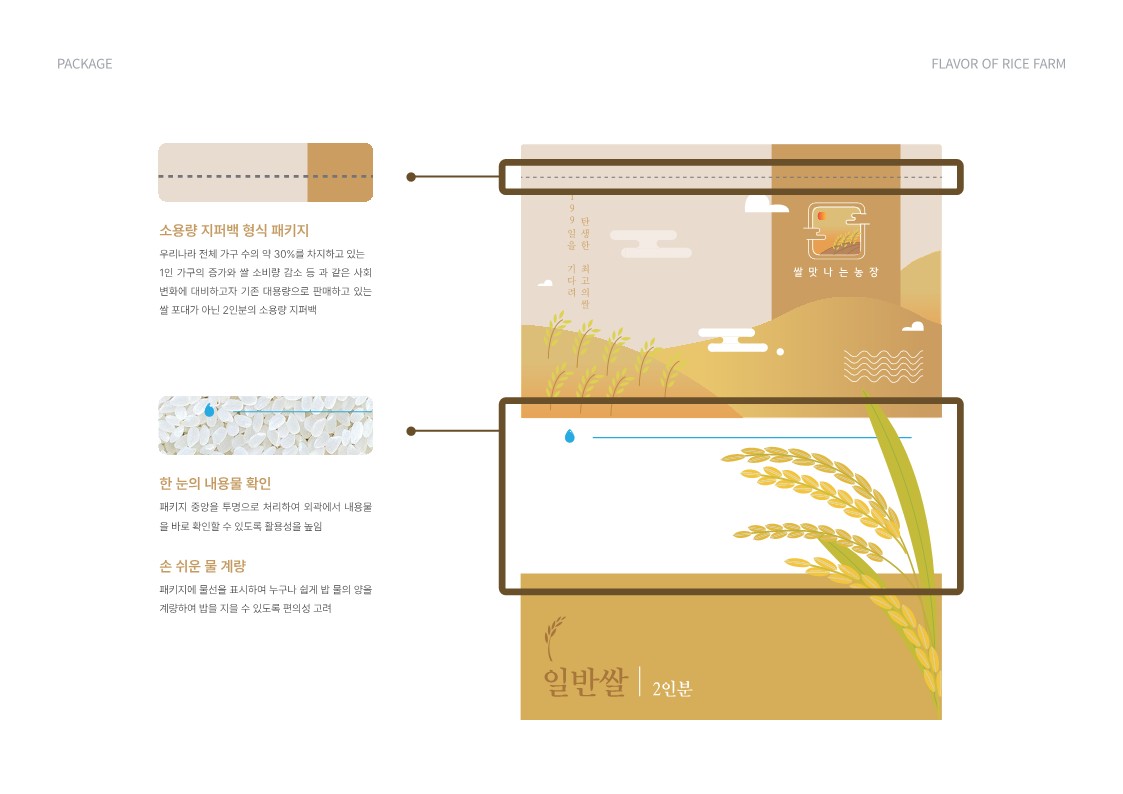 PACKAGE
FLAVOR OF RICE FARM
소용량 지퍼백 형식 패키지
우리나라 전체 가구 수의 약 30%를 차지하고 있는
1인 가구의 증가와 쌀 소비량 감소 등 과 같은 사회
변화에 대비하고자 기존 대용량으로 판매하고 있는
쌀 포대가 아닌 2인분의 소용량 지퍼백
한 눈의 내용물 확인
패키지 중앙을 투명으로 처리하여 외곽에서 내용물
을 바로 확인할 수 있도록 활용성을 높임
손 쉬운 물 계량
패키지에 물선을 표시하여 누구나 쉽게 밥 물의 양을
계량하여 밥을 지을 수 있도록 편의성 고려
199일을 기다려
탄생한 최고의쌀
쌀맛나는농장
일반쌀
2인분